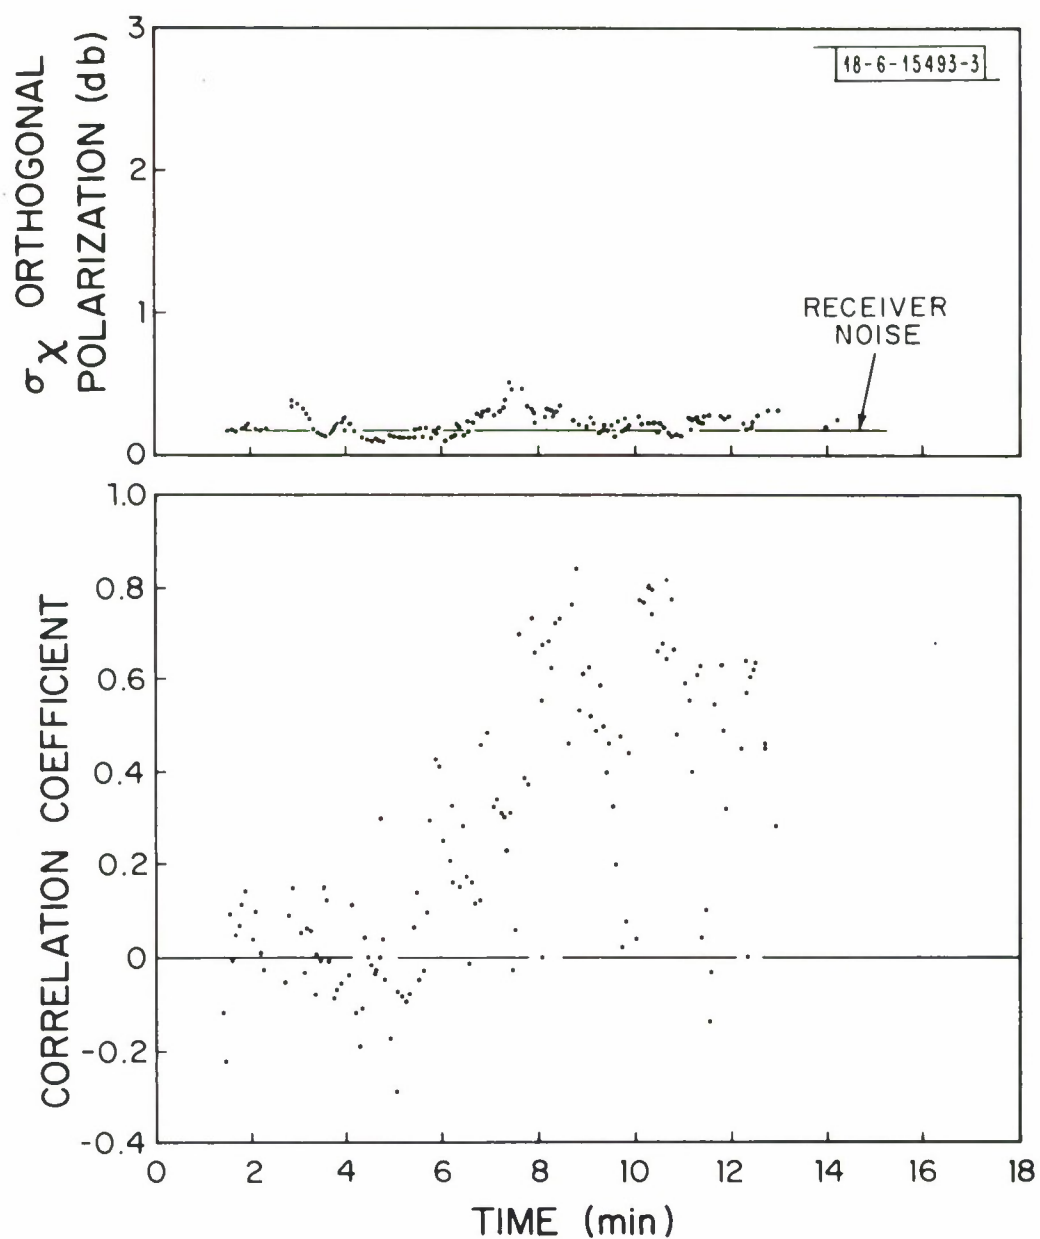 3
2
1
0
σχ ORTHOGONAL
POLARIZATION (db)
18-6-15493-3
RECEIVER
NOISE
1.0
0.8
0.6
0.4
0.2
0
-0.2
-0.4
CORRELATION COEFFICIENT
0 2 4 6 8 10 12 14 16 18
TIME (min)